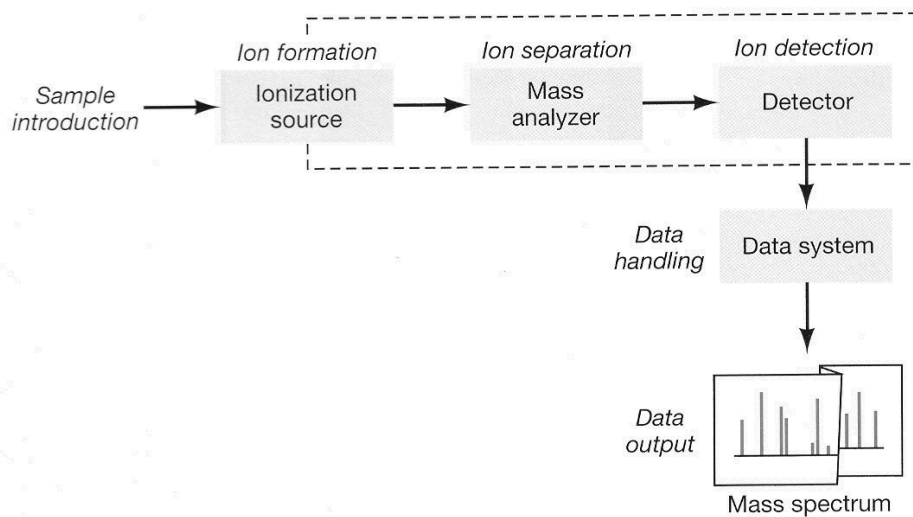 Ion formation
Ion separation
Ion detection
Sample
introduction
Ionization
source
Mass
analyzer
Detector
Data
handling
Data system
Data
output
Mass spectrum